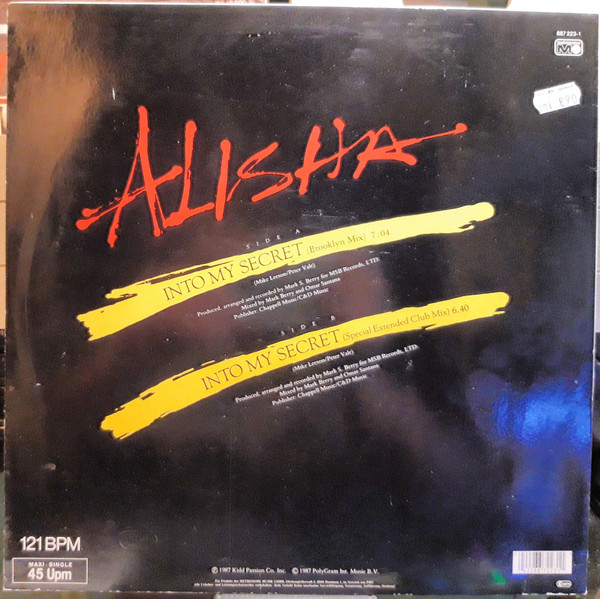 887 223-1
ALISHA
SIDE A
INTO MY SECRET (Brooklyn Mix) 7:04
(Mike Leeson/Peter Vale)
Produced, arranged and recorded by Mark S. Berry for MSB Records, LTD.
Mixed by Mark Berry and Omar Santana
Publisher: Chappell Music/C&D Music
SIDE B
INTO MY SECRET (Special Extended Club Mix) 6.40
(Mike Leeson/Peter Vale)
Produced, arranged and recorded by Mark S. Berry for MSB Records, LTD.
Mixed by Mark Berry and Omar Santana
Publisher: Chappell Music/C&D Music
121 BPM
MAXI-SINGLE
45 Upm
℗ 1987 Kidd Passion Co. Inc. © 1987 PolyGram Int. Music B.V.